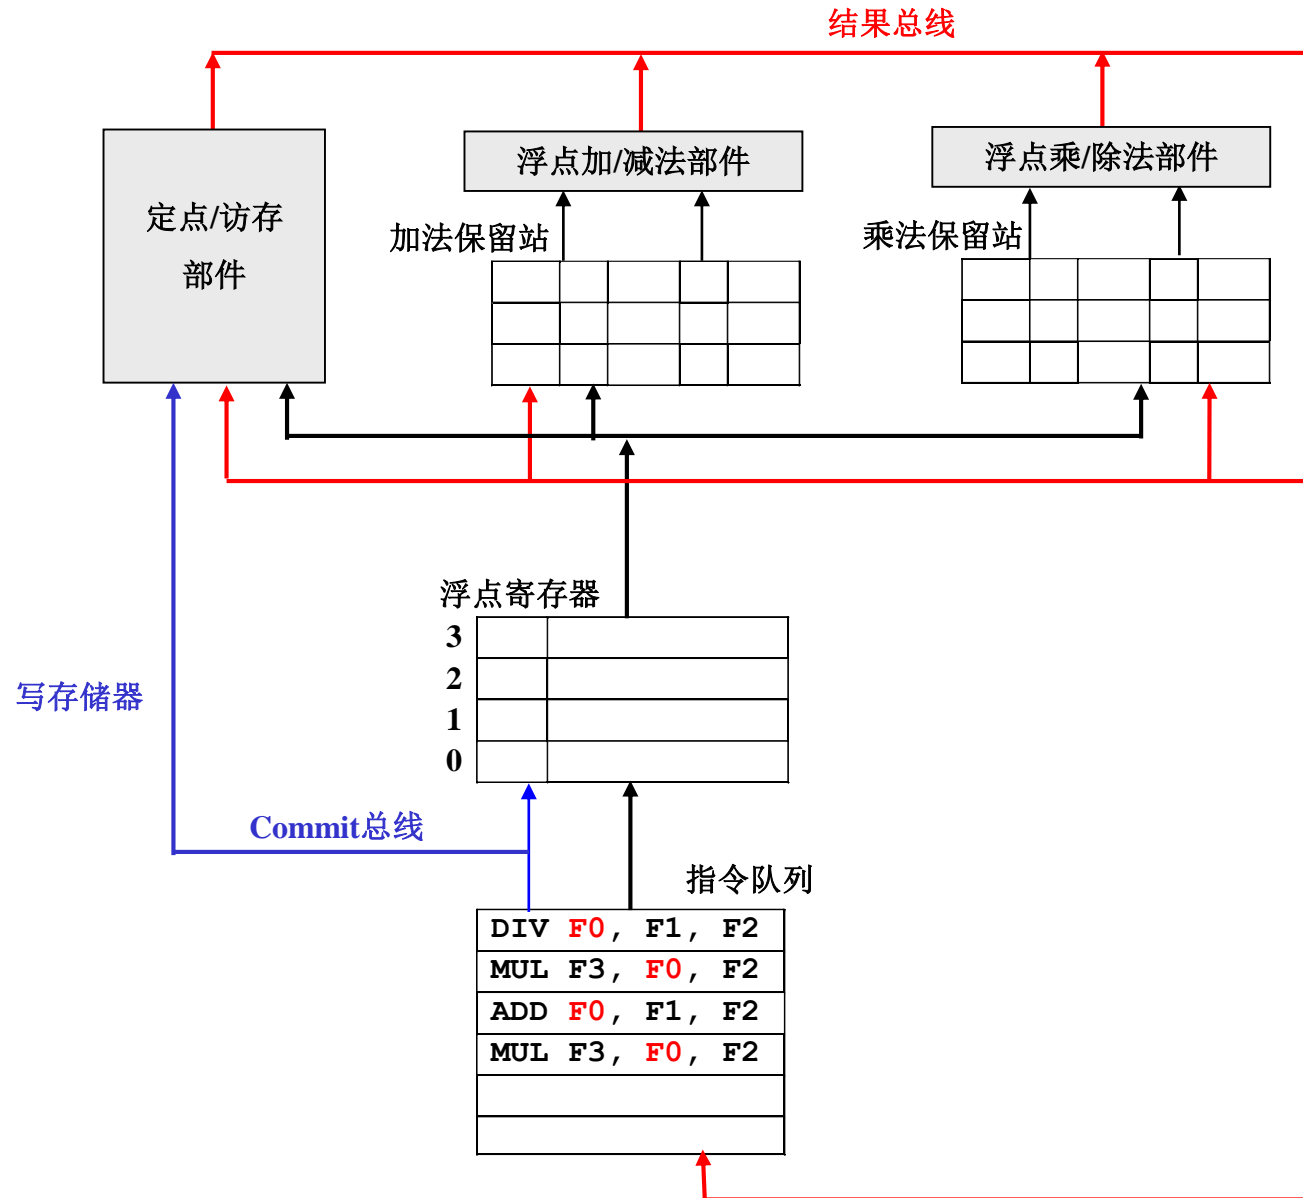 结果总线
定点/访存
部件
浮点加/减法部件
浮点乘/除法部件
加法保留站
乘法保留站
浮点寄存器
3
2
1
0
写存储器
Commit总线
指令队列
DIV F0, F1, F2
MUL F3, F0, F2
ADD F0, F1, F2
MUL F3, F0, F2